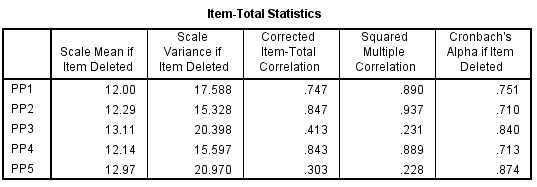 Item-Total Statistics
Scale Mean if Item Deleted Scale Variance if Item Deleted Corrected Item-Total Correlation Squared Multiple Correlation Cronbach's Alpha if Item Deleted
PP1 12.00 17.588 .747 .890 .751
PP2 12.29 15.328 .847 .937 .710
PP3 13.11 20.398 .413 .231 .840
PP4 12.14 15.597 .843 .889 .713
PP5 12.97 20.970 .303 .228 .874